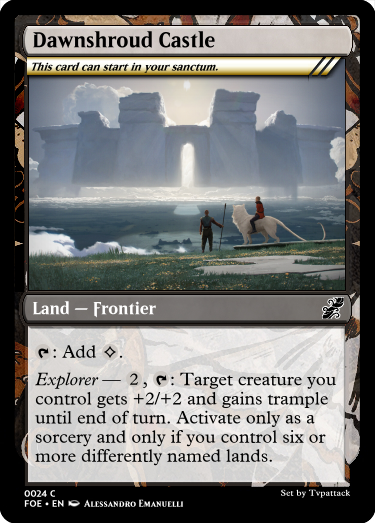 Dawnshroud Castle
This card can start in your sanctum.
Land — Frontier
: Add .
Explorer — 2 , : Target creature you
control gets +2/+2 and gains trample
until end of turn. Activate only as a
sorcery and only if you control six or
more differently named lands.
0024 C
Set by Tvpattack
FOE • EN Alessandro Emanuelli